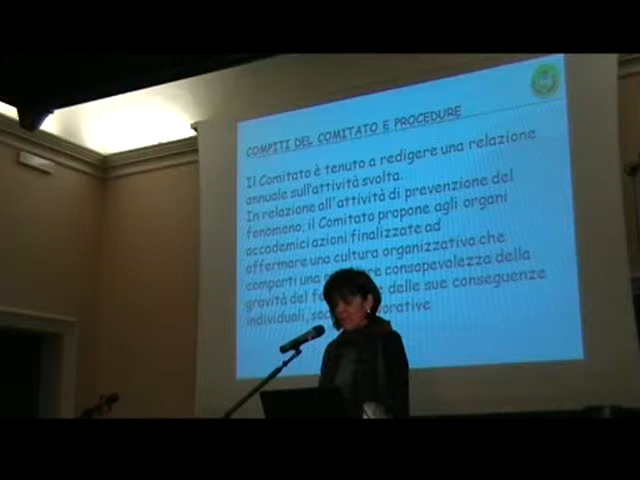 COMPITI DEL COMITATO E PROCEDURE
Il Comitato è tenuto a redigere una relazione
annuale sull'attività svolta.
In relazione all'attività di prevenzione del
fenomeno, il Comitato propone agli organi
accademici azioni finalizzate ad
affermare una cultura organizzativa che
comporti una consapevolezza della
gravità del delle sue conseguenze
individuali,